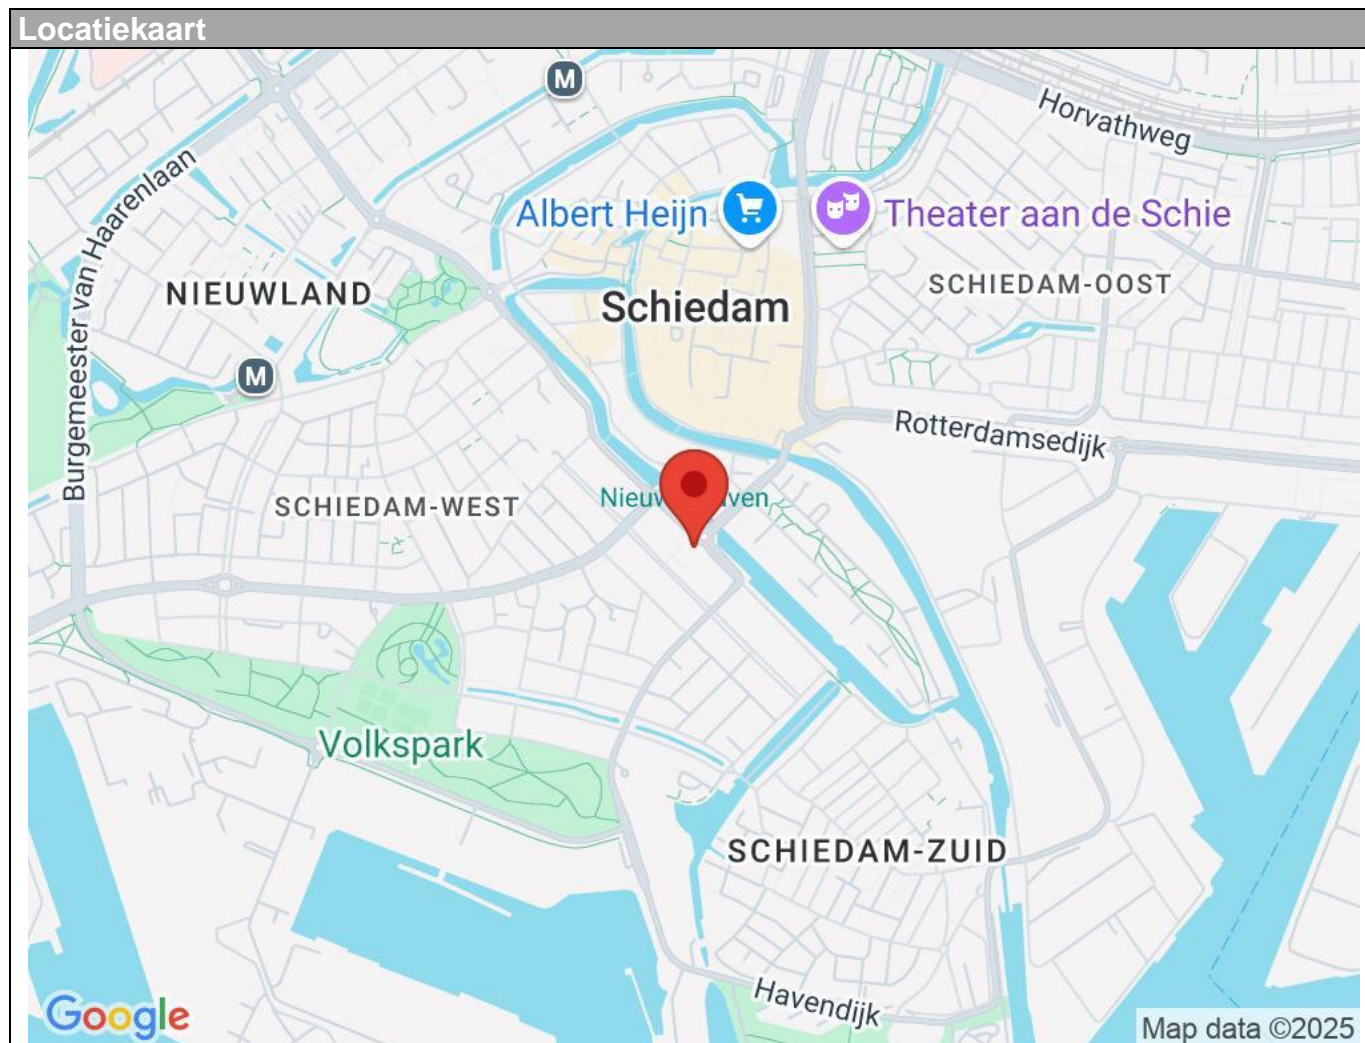 Locatiekaart
M
Horvathweg
Burgemeester van Haarenlaan
Albert Heijn
Theater aan de Schie
NIEUWLAND
SCHIEDAM-OOST
Schiedam
M
Rotterdamsedijk
SCHIEDAM-WEST
Volkspark
SCHIEDAM-ZUID
Havendijk
Google
Map data ©2025